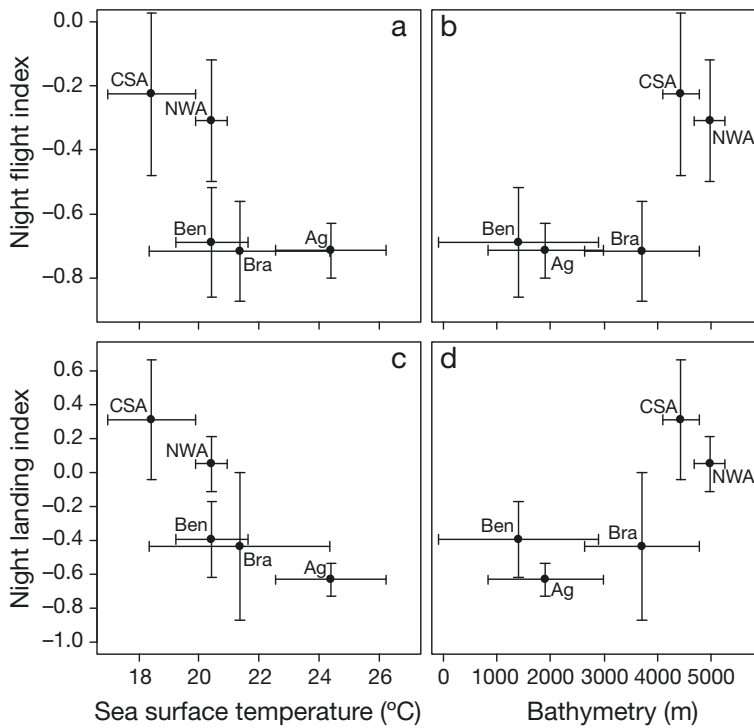 a
b
Night flight index
0.0
−0.2
−0.4
−0.6
−0.8
CSA
NWA
Ben
Bra
Ag
CSA
NWA
Ben
Ag
Bra
c
d
Night landing index
0.6
0.4
0.2
0.0
−0.2
−0.4
−0.6
−0.8
−1.0
CSA
NWA
Ben
Bra
Ag
CSA
NWA
Ben
Ag
Bra
18 20 22 24 26
0 1000 2000 3000 4000 5000
Sea surface temperature (ºC)
Bathymetry (m)